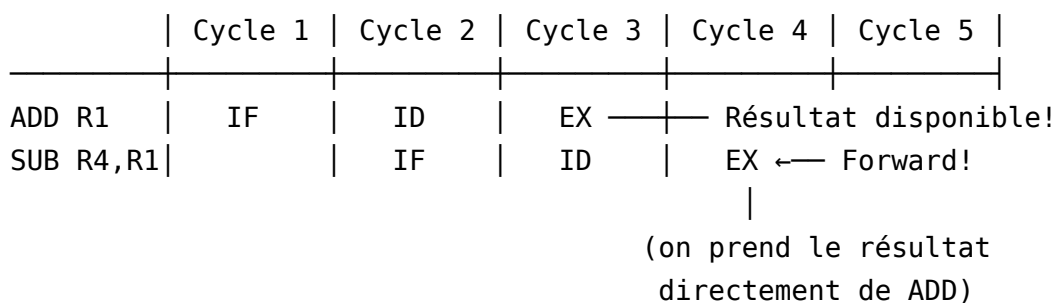 | Cycle 1 | Cycle 2 | Cycle 3 | Cycle 4 | Cycle 5 |
ADD R1 | IF | ID | EX ──┼── Résultat disponible!
SUB R4,R1| | IF | ID | EX ←── Forward!
|
(on prend le résultat
directement de ADD)